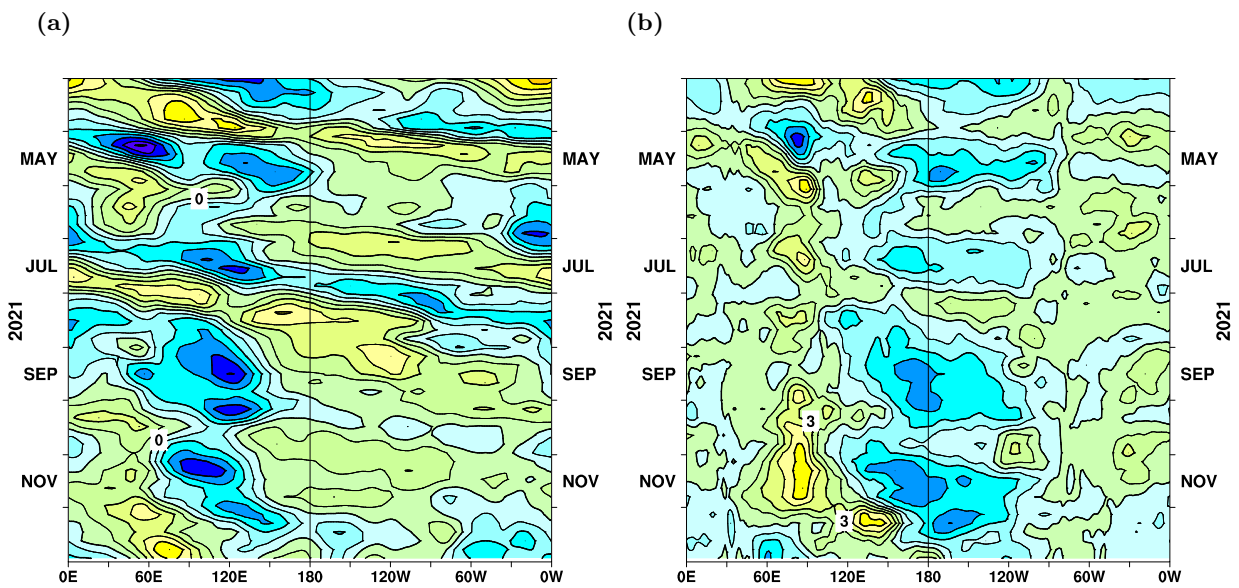 (a) (b)
MAY MAY MAY MAY
0
JUL JUL JUL JUL
2021 2021 2021 2021
SEP SEP SEP SEP
3
0
NOV NOV NOV NOV
3
0E 60E 120E 180 120W 60W 0W 0E 60E 120E 180 120W 60W 0W